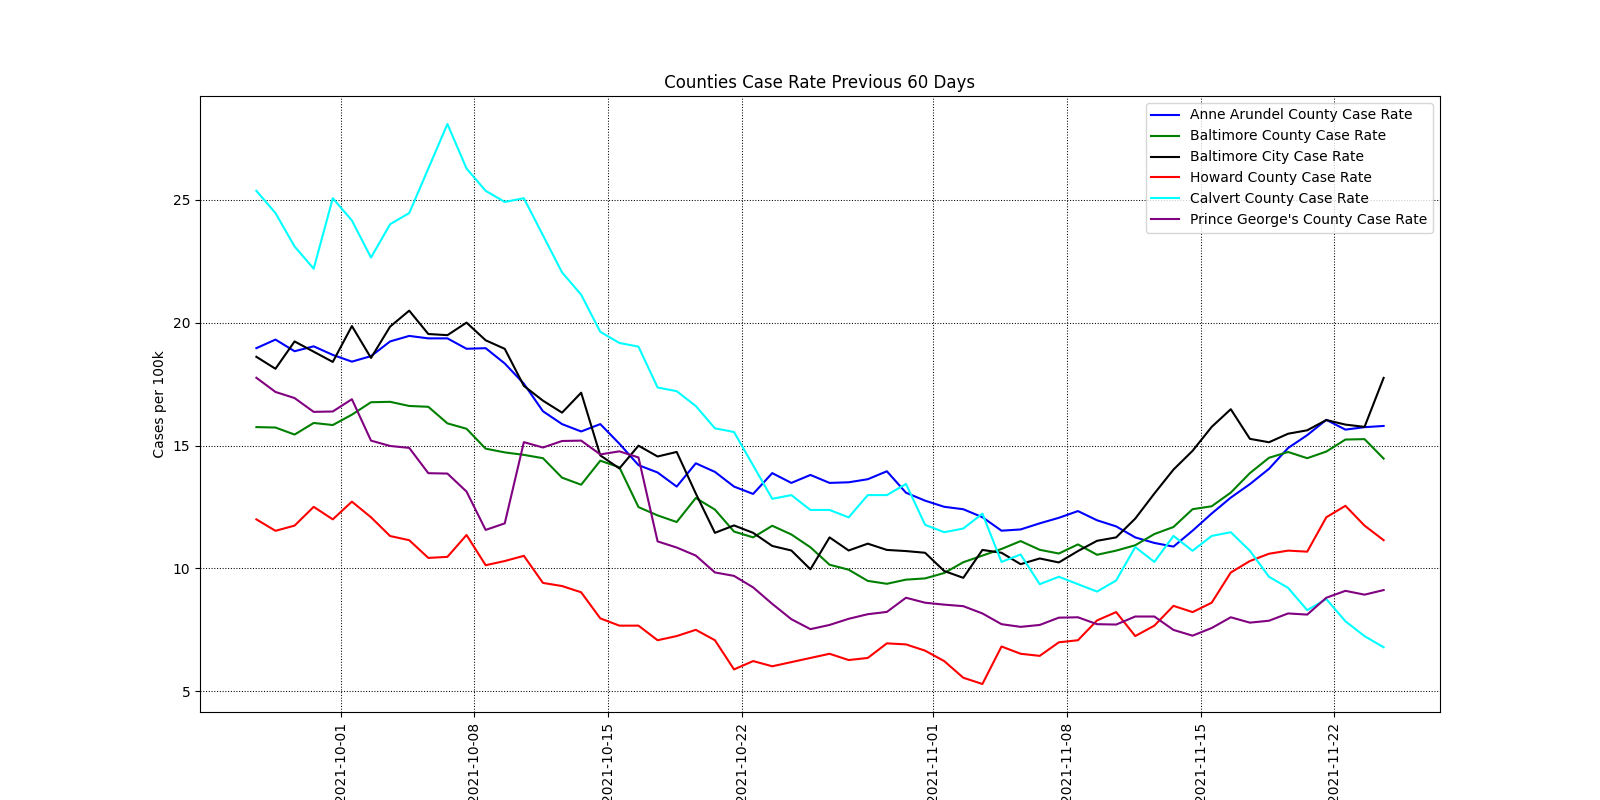 Counties Case Rate Previous 60 Days
Anne Arundel County Case Rate
Baltimore County Case Rate
Baltimore City Case Rate
Howard County Case Rate
Calvert County Case Rate
Prince George's County Case Rate
Cases per 100k
25
20
15
10
5
2021-10-01
2021-10-08
2021-10-15
2021-10-22
2021-11-01
2021-11-08
2021-11-15
2021-11-22